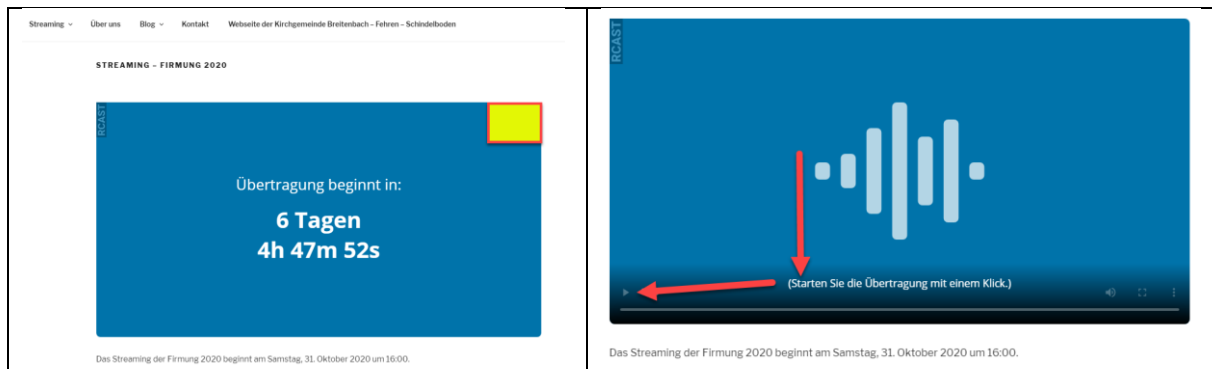 Streaming Über uns Blog Kontakt Webseite der Kirchgemeinde Breitenbach – Fehren – Schindelboden
STREAMING – FIRMUNG 2020
RCAST
Übertragung beginnt in:
6 Tagen
4h 47m 52s
Das Streaming der Firmung 2020 beginnt am Samstag, 31. Oktober 2020 um 16:00.
RCAST
(Starten Sie die Übertragung mit einem Klick.)
Das Streaming der Firmung 2020 beginnt am Samstag, 31. Oktober 2020 um 16:00.